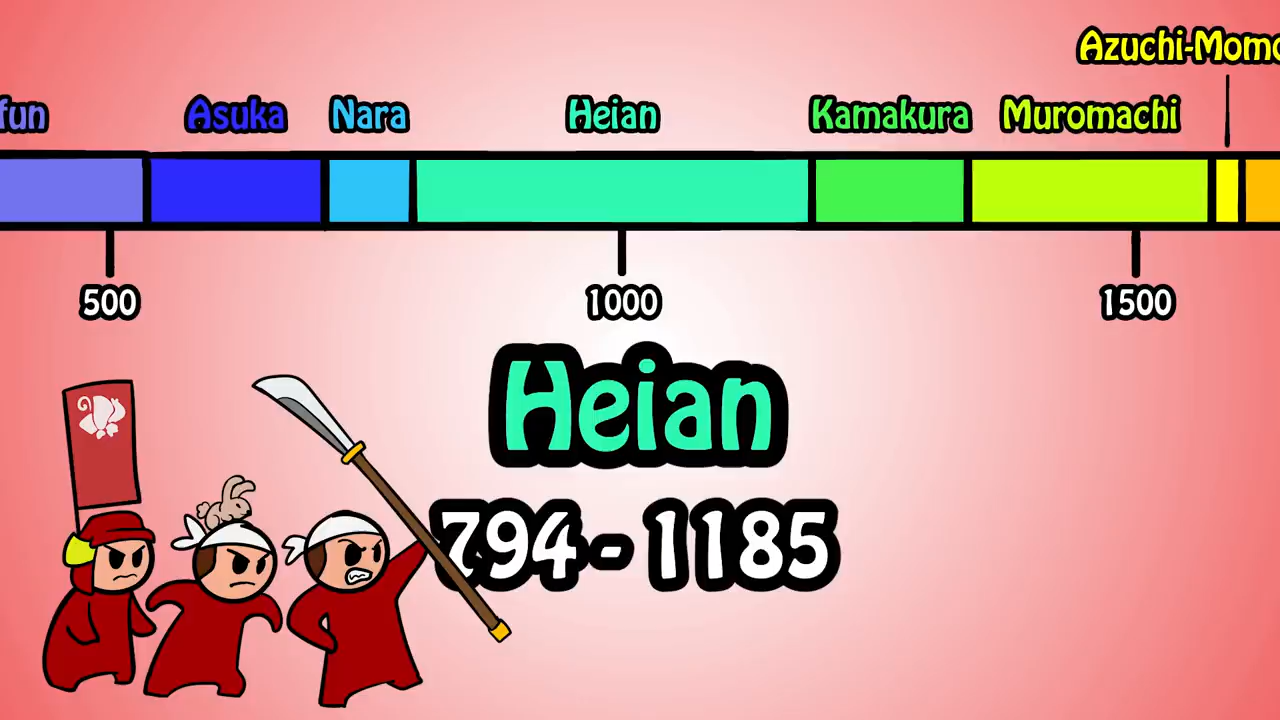 Azuchi-Momo
fun Asuka Nara Heian Kamakura Muromachi
500 1000 1500
Heian
794 - 1185